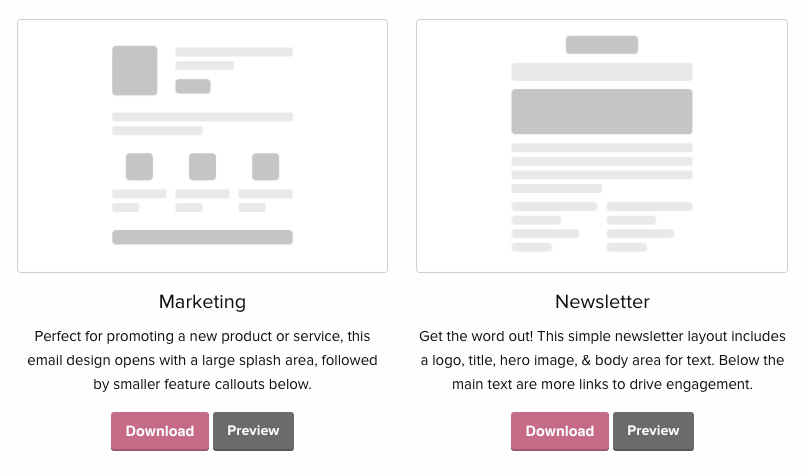 Marketing
Perfect for promoting a new product or service, this
email design opens with a large splash area, followed
by smaller feature callouts below.
Download
Preview
Newsletter
Get the word out! This simple newsletter layout includes
a logo, title, hero image, & body area for text. Below the
main text are more links to drive engagement.
Download
Preview